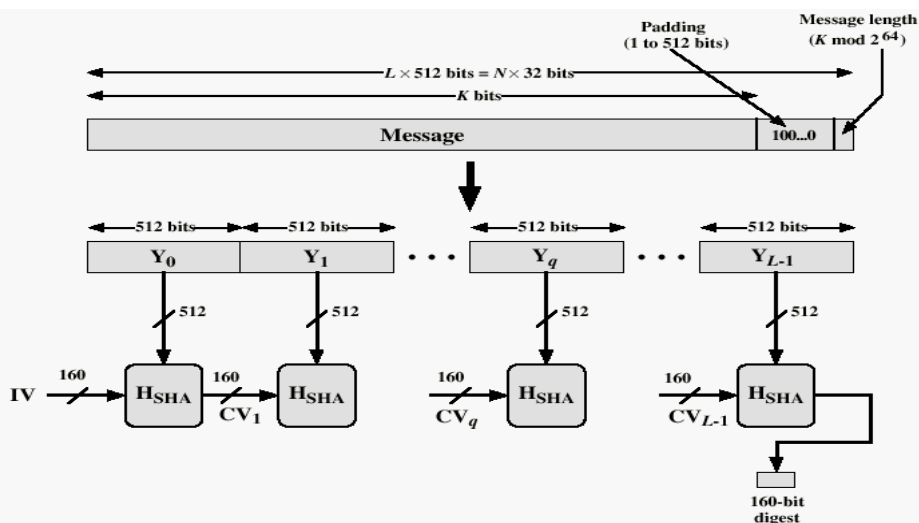 Padding
(1 to 512 bits)
Message length
(K mod 2^64)
L × 512 bits = N × 32 bits
K bits
Message
100...0
512 bits
512 bits
512 bits
512 bits
Y0
Y1
• • •
Yq
• • •
YL-1
512
512
512
512
IV
160
HSHA
160
CV1
HSHA
160
CVq
HSHA
160
CVL-1
HSHA
160-bit
digest